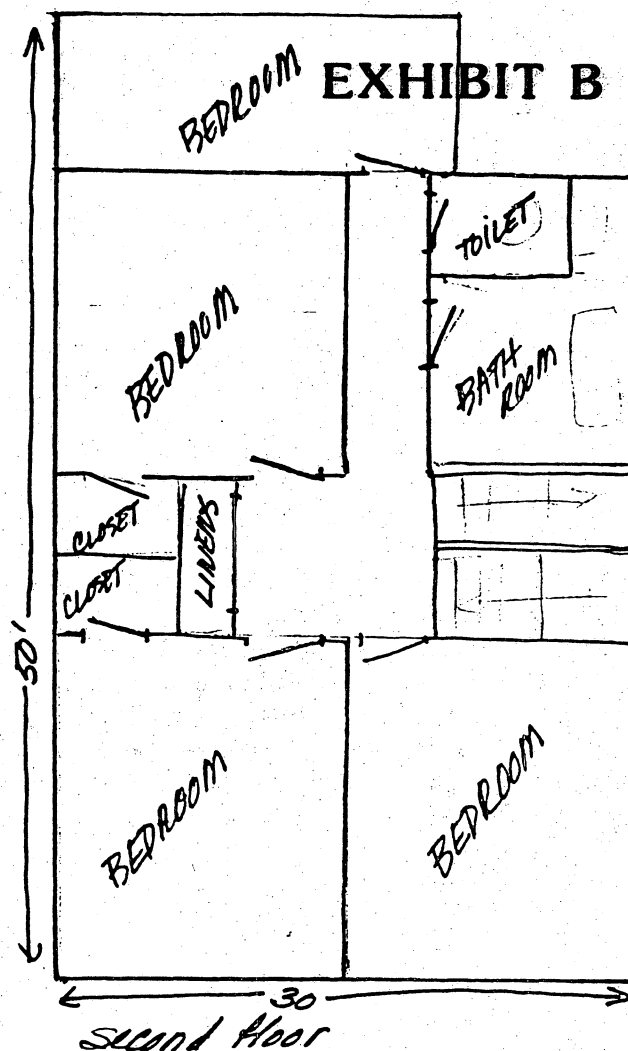 EXHIBIT B
BEDROOM
TOILET
BEDROOM
BATH
ROOM
CLOSET
LINENS
CLOSET
50'
BEDROOM
BEDROOM
30
second floor